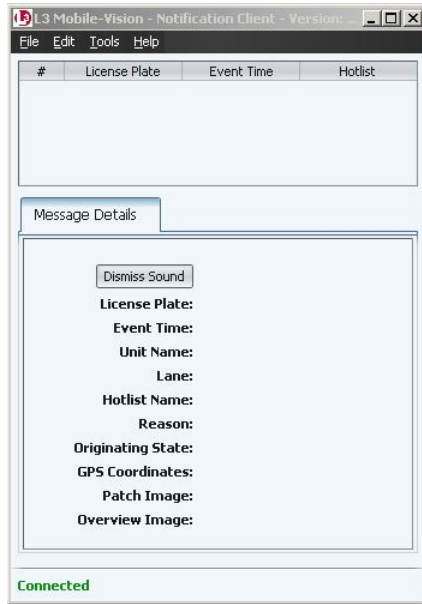 L3 Mobile-Vision - Notification Client - Version: ...
File Edit Tools Help
# License Plate Event Time Hotlist
Message Details
Dismiss Sound
License Plate:
Event Time:
Unit Name:
Lane:
Hotlist Name:
Reason:
Originating State:
GPS Coordinates:
Patch Image:
Overview Image:
Connected